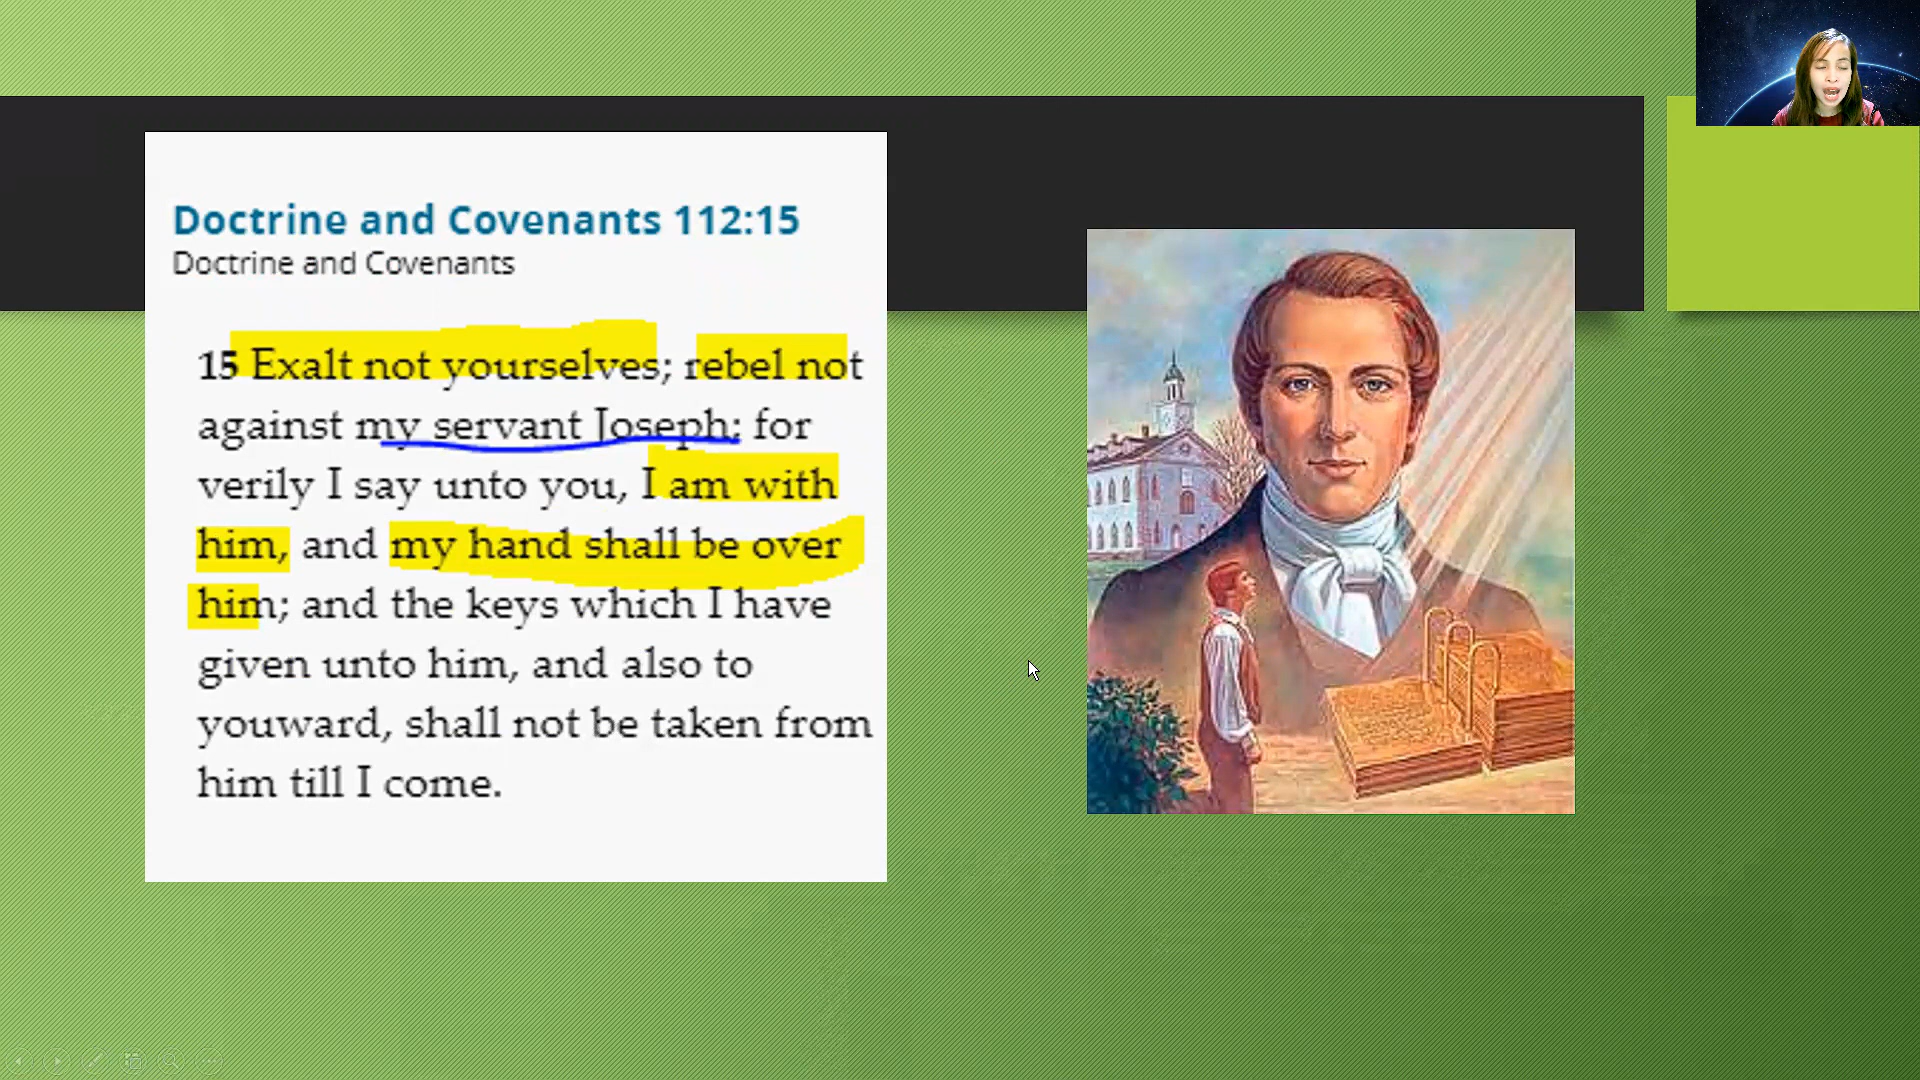 Doctrine and Covenants 112:15
Doctrine and Covenants
15 Exalt not yourselves; rebel not
against my servant Joseph; for
verily I say unto you, I am with
him, and my hand shall be over
him; and the keys which I have
given unto him, and also to
youward, shall not be taken from
him till I come.